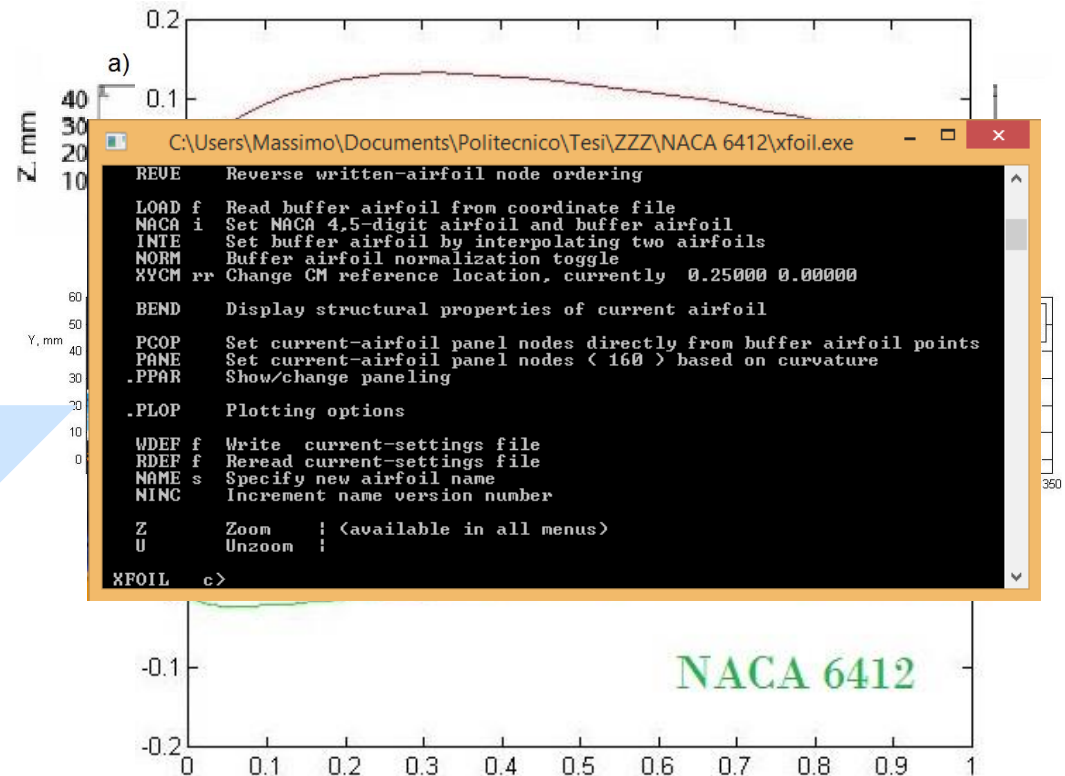 0.2
a)
Z, mm
40
30
20
10
0.1
C:\Users\Massimo\Documents\Politecnico\Tesi\ZZZ\NACA 6412\xfoil.exe
REVE Reverse written-airfoil node ordering
LOAD f Read buffer airfoil from coordinate file
NACA i Set NACA 4,5-digit airfoil and buffer airfoil
INTE Set buffer airfoil by interpolating two airfoils
NORM Buffer airfoil normalization toggle
XYCM rr Change CM reference location, currently 0.25000 0.00000
BEND Display structural properties of current airfoil
PCOP Set current-airfoil panel nodes directly from buffer airfoil points
PANE Set current-airfoil panel nodes ( 160 ) based on curvature
.PPAR Show/change paneling
.PLOP Plotting options
WDEF f Write current-settings file
RDEF f Reread current-settings file
NAME s Specify new airfoil name
NINC Increment name version number
Z Zoom ¦ (available in all menus)
U Unzoom ¦
XFOIL c>
Y, mm
60
50
40
30
20
10
0
350
-0.1
NACA 6412
-0.2
0 0.1 0.2 0.3 0.4 0.5 0.6 0.7 0.8 0.9 1